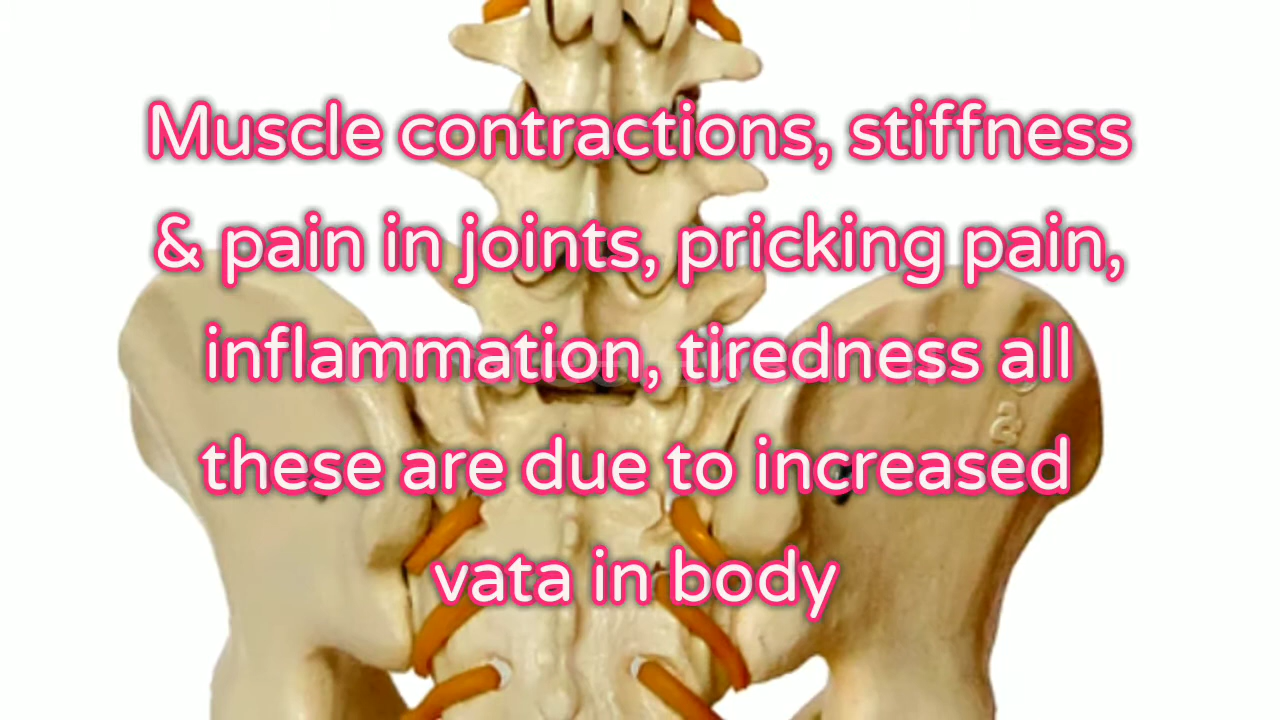 Muscle contractions, stiffness
& pain in joints, pricking pain,
inflammation, tiredness all
these are due to increased
vata in body